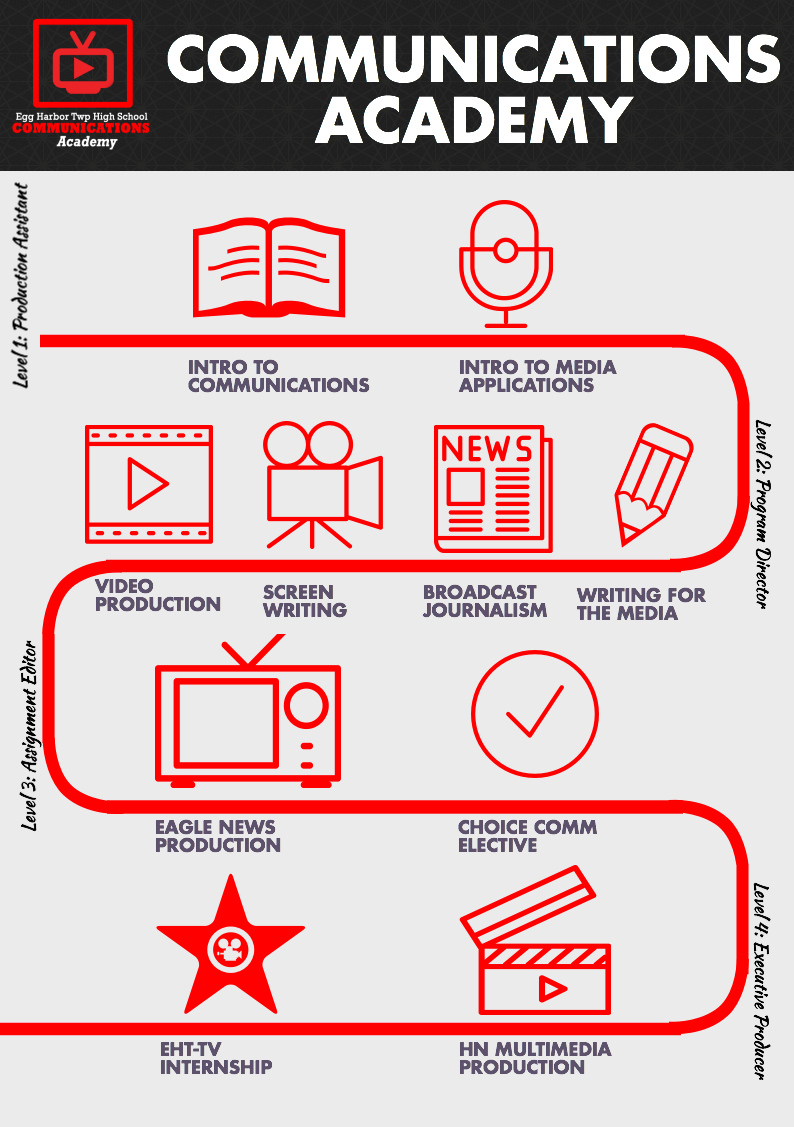 Egg Harbor Twp High School
COMMUNICATIONS
Academy
COMMUNICATIONS
ACADEMY
Level 1: Production Assistant
INTRO TO
COMMUNICATIONS
INTRO TO MEDIA
APPLICATIONS
Level 2: Program Director
NEWS
VIDEO
PRODUCTION
SCREEN
WRITING
BROADCAST
JOURNALISM
WRITING FOR
THE MEDIA
Level 3: Assignment Editor
EAGLE NEWS
PRODUCTION
CHOICE COMM
ELECTIVE
Level 4: Executive Producer
EHT-TV
INTERNSHIP
HN MULTIMEDIA
PRODUCTION